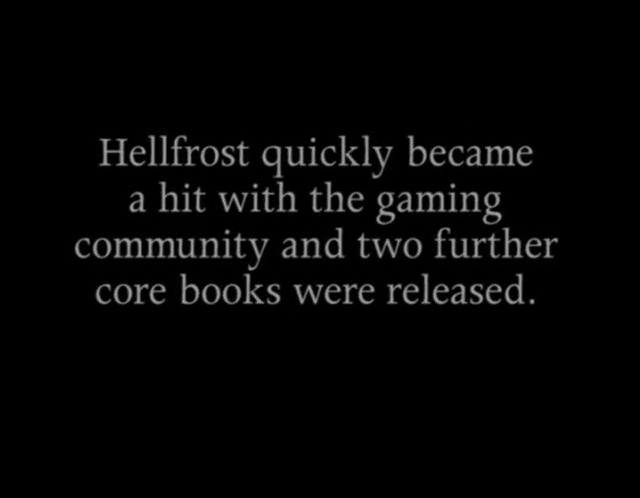 Hellfrost quickly became
a hit with the gaming
community and two further
core books were released.